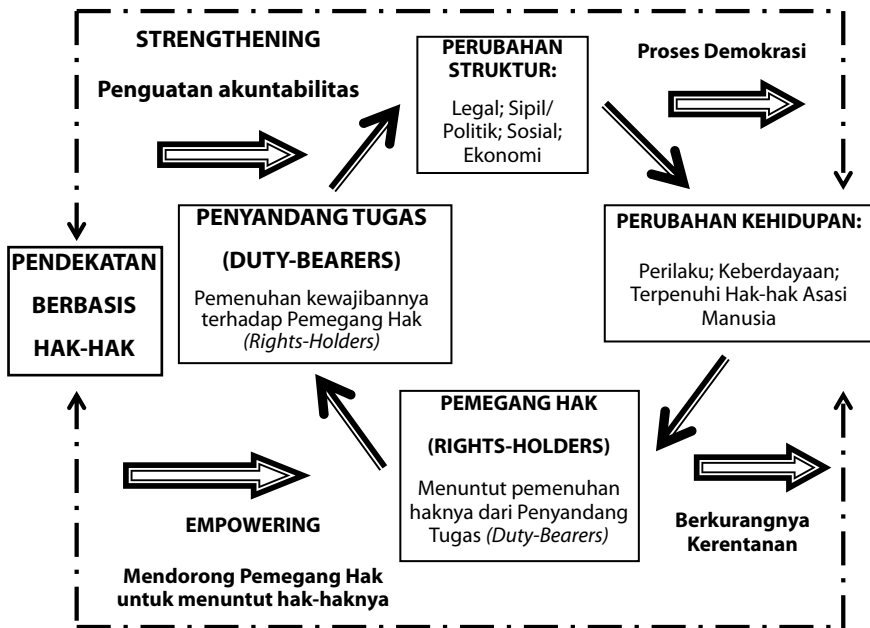 STRENGTHENING
Penguatan akuntabilitas
PERUBAHAN
STRUKTUR:
Legal; Sipil/
Politik; Sosial;
Ekonomi
Proses Demokrasi
PENYANDANG TUGAS
(DUTY-BEARERS)
Pemenuhan kewajibannya
terhadap Pemegang Hak
(Rights-Holders)
PERUBAHAN KEHIDUPAN:
Perilaku; Keberdayaan;
Terpenuhi Hak-hak Asasi
Manusia
PENDEKATAN
BERBASIS
HAK-HAK
PEMEGANG HAK
(RIGHTS-HOLDERS)
Menuntut pemenuhan
haknya dari Penyandang
Tugas (Duty-Bearers)
EMPOWERING
Mendorong Pemegang Hak
untuk menuntut hak-haknya
Berkurangnya
Kerentanan